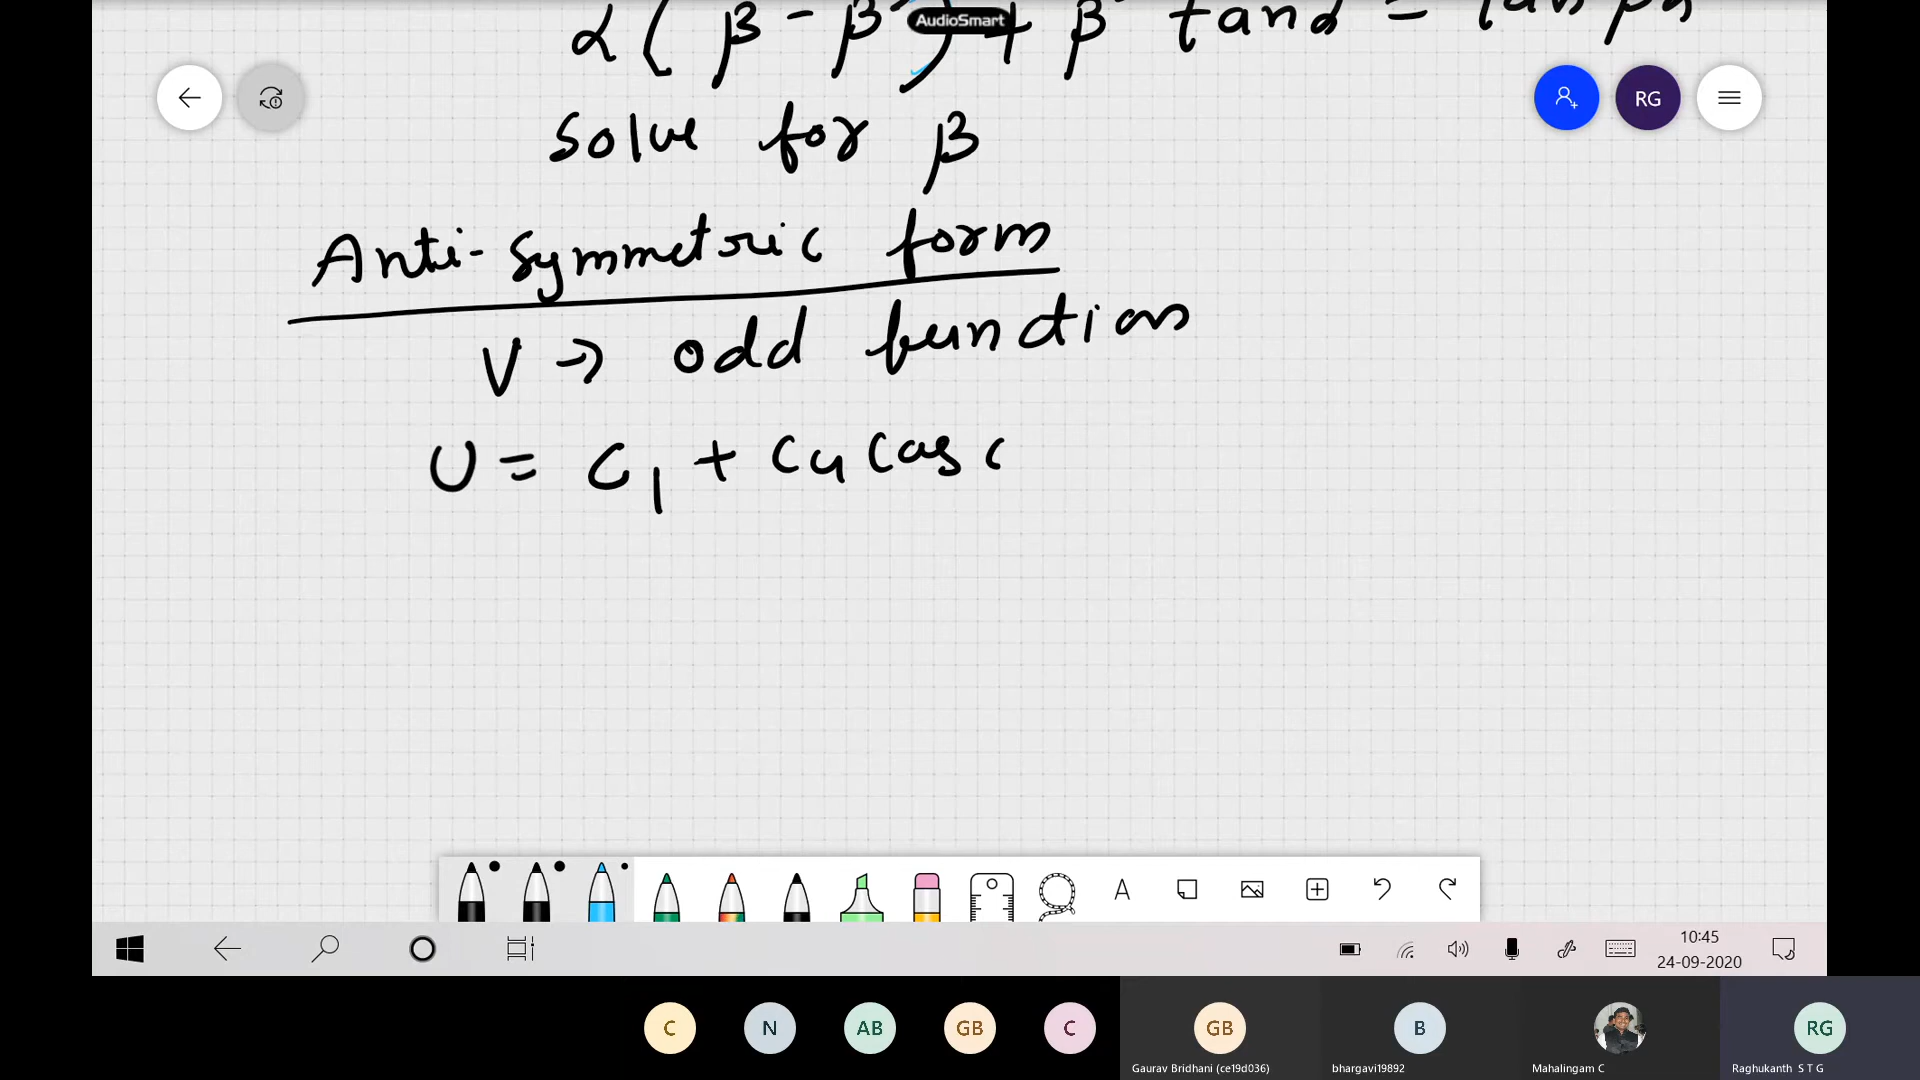 α ( β - β
AudioSmart
+ β tan α =
solve for β
RG
Anti-symmetric form
V → odd function
U = C1 + C4 Cos (
A
10:45
24-09-2020
C
N
AB
GB
C
GB
B
RG
Gaurav Bridhani (ce19d036)
bhargavi19892
Mahalingam C
Raghukanth S T G